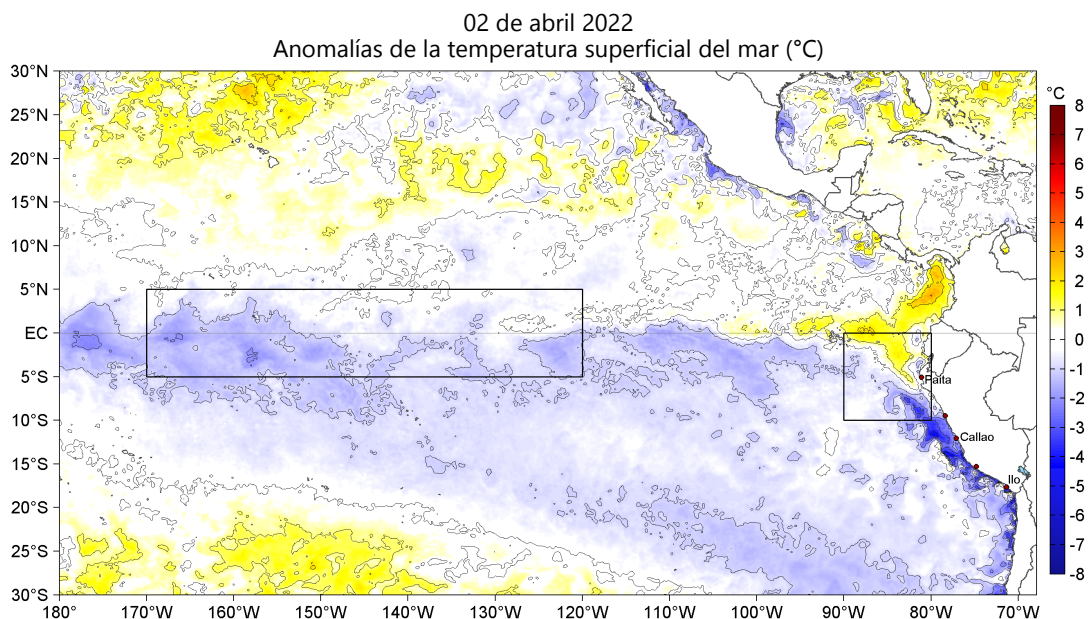 02 de abril 2022
Anomalías de la temperatura superficial del mar (°C)
30°N
25°N
20°N
15°N
10°N
5°N
EC
5°S
10°S
15°S
20°S
25°S
30°S
180
170°W
160°W
150°W
140°W
130°W
120°W
110°W
100°W
90°W
80°W
70°W
Paita
Callao
Ilo
°C
8
7
6
5
4
3
2
1
0
-1
-2
-3
-4
-5
-6
-7
-8